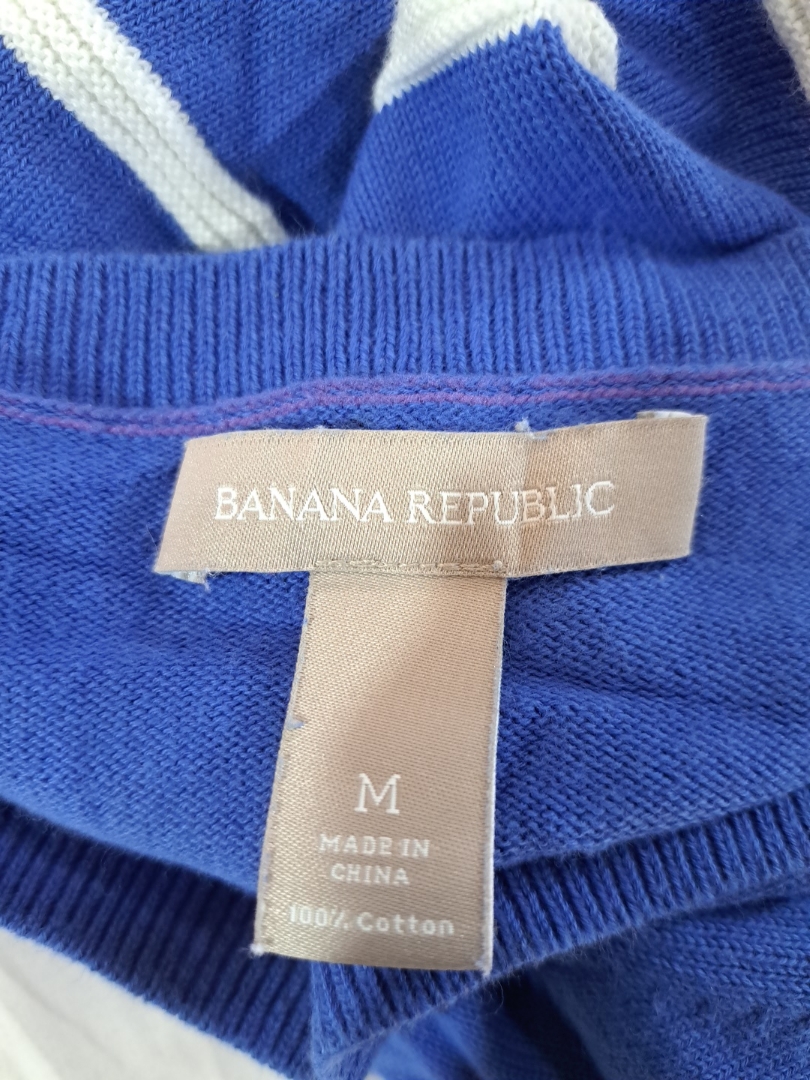 BANANA REPUBLIC
M
MADE IN
CHINA
100% Cotton